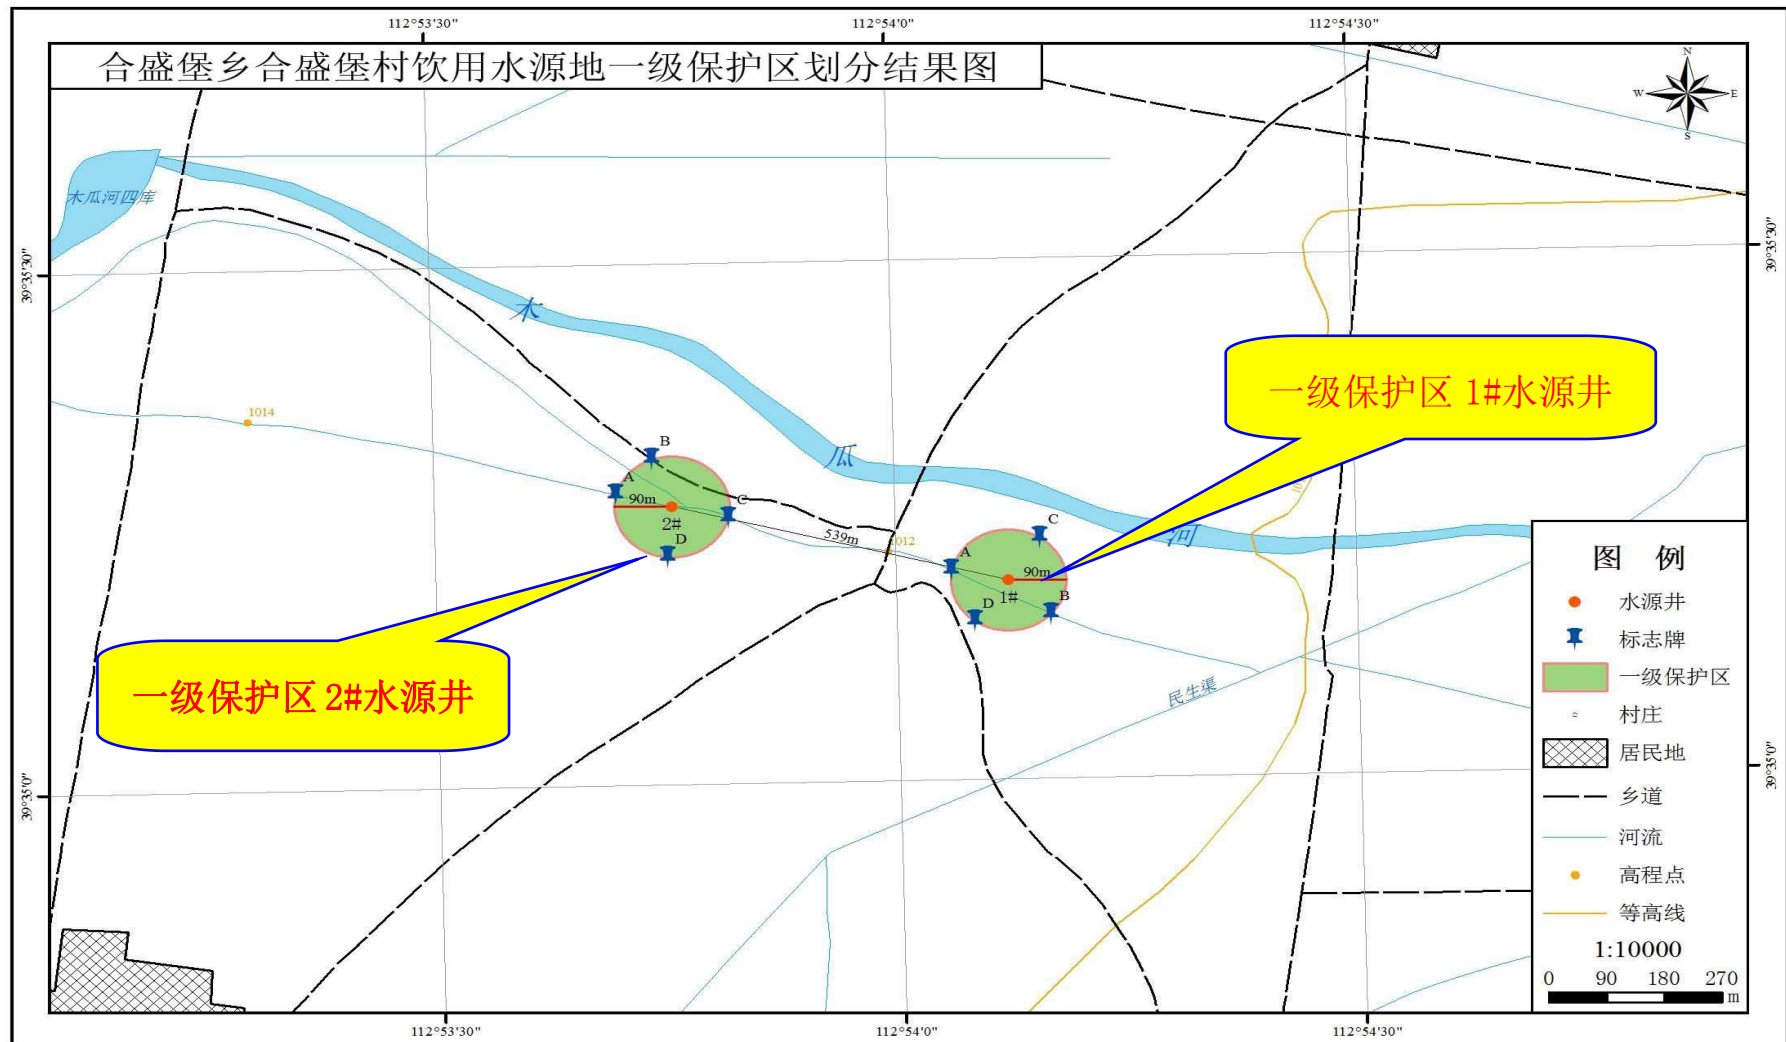 112°53'30"
112°54'0"
112°54'30"
合盛堡乡合盛堡村饮用水源地一级保护区划分结果图
N
W
E
S
木瓜河四库
39°35'30"
39°35'30"
木
一级保护区 1#水源井
1014
B
瓜
A
90m
C
2#
D
539m
1012
C
河
A
90m
1#
B
D
一级保护区 2#水源井
民生渠
39°35'0"
39°35'0"
图 例
水源井
标志牌
一级保护区
村庄
居民地
乡道
河流
高程点
等高线
1:10000
0 90 180 270
m
112°53'30"
112°54'0"
112°54'30"